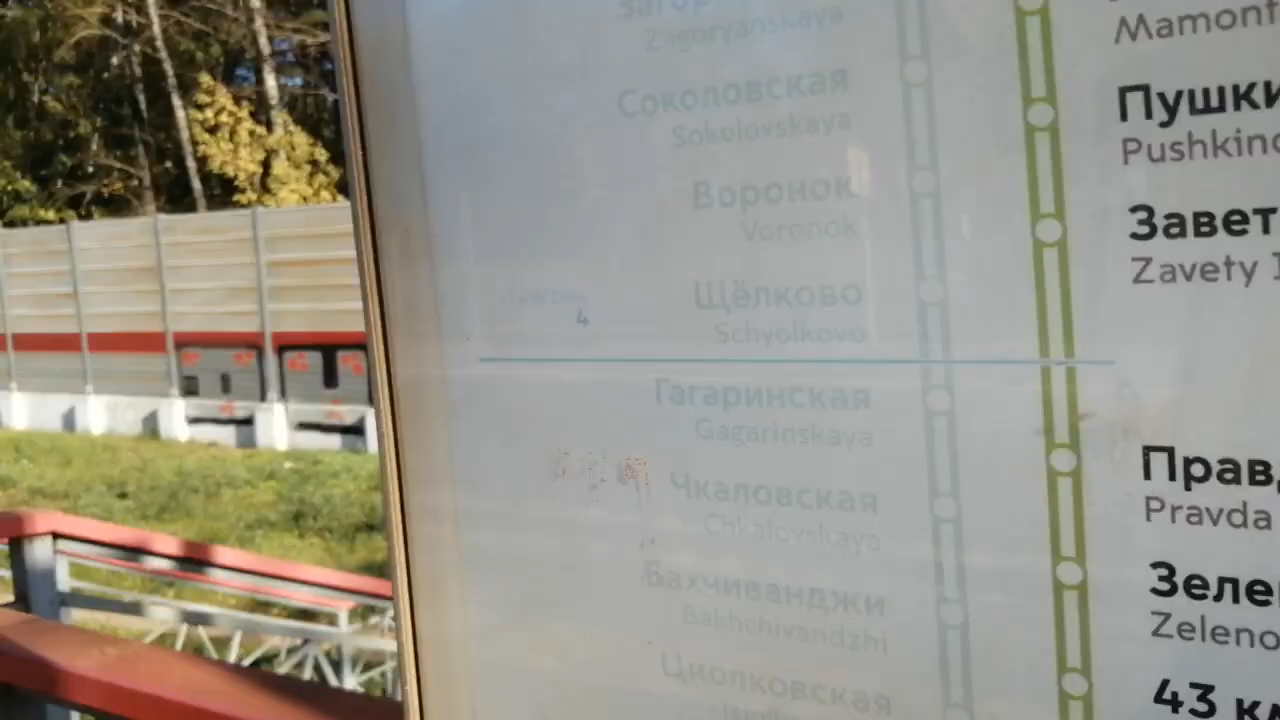 Zagoryanskaya
Соколовская
Sokolovskaya
Воронок
Voronok
Щёлково
Schyolkovo
4
Гагаринская
Gagarinskaya
Чкаловская
Chkalovskaya
Бахчиванджи
Bakhchivandzhi
Циолковская
Mamont
Пушки
Pushkino
Завет
Zavety I
Прав
Pravda
Зеле
Zeleno
43 к